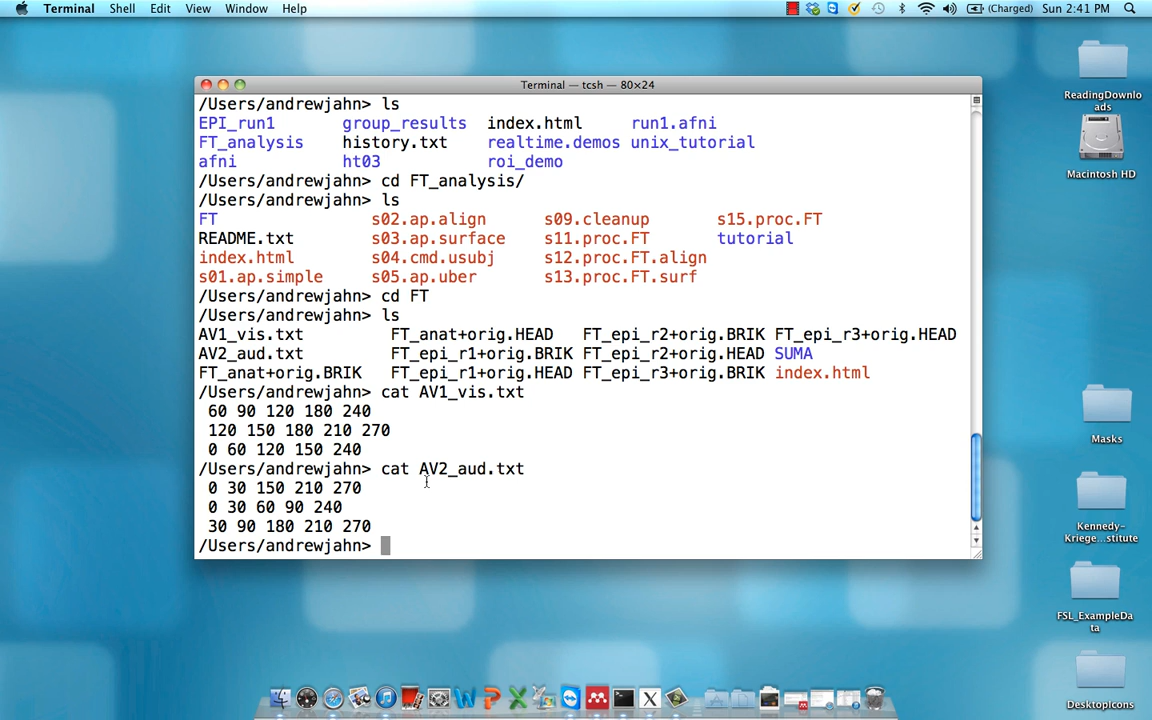 Terminal Shell Edit View Window Help (Charged) Sun 2:41 PM
Terminal — tcsh — 80×24
/Users/andrewjahn> ls
EPI_run1 group_results index.html run1.afni
FT_analysis history.txt realtime.demos unix_tutorial
afni ht03 roi_demo
/Users/andrewjahn> cd FT_analysis/
/Users/andrewjahn> ls
FT s02.ap.align s09.cleanup s15.proc.FT
README.txt s03.ap.surface s11.proc.FT tutorial
index.html s04.cmd.usubj s12.proc.FT.align
s01.ap.simple s05.ap.uber s13.proc.FT.surf
/Users/andrewjahn> cd FT
/Users/andrewjahn> ls
AV1_vis.txt FT_anat+orig.HEAD FT_epi_r2+orig.BRIK FT_epi_r3+orig.HEAD
AV2_aud.txt FT_epi_r1+orig.BRIK FT_epi_r2+orig.HEAD SUMA
FT_anat+orig.BRIK FT_epi_r1+orig.HEAD FT_epi_r3+orig.BRIK index.html
/Users/andrewjahn> cat AV1_vis.txt
60 90 120 180 240
120 150 180 210 270
0 60 120 150 240
/Users/andrewjahn> cat AV2_aud.txt
0 30 150 210 270
0 30 60 90 240
30 90 180 210 270
/Users/andrewjahn>
ReadingDownlo
ads
Macintosh HD
Masks
Kennedy-
Kriege...stitute
FSL_ExampleDa
ta
DesktopIcons